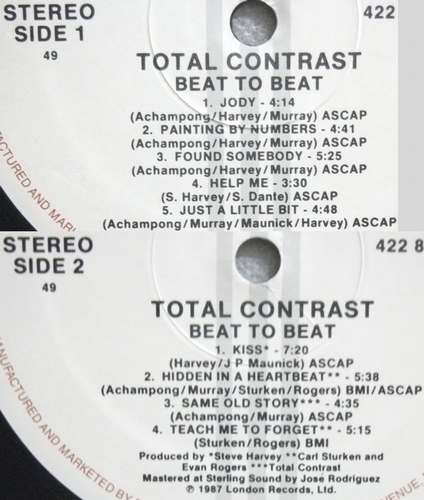 STEREO
SIDE 1
422
49
TOTAL CONTRAST
BEAT TO BEAT
1. JODY - 4:14
(Achampong/Harvey/Murray) ASCAP
2. PAINTING BY NUMBERS - 4:41
(Achampong/Harvey/Murray) ASCAP
3. FOUND SOMEBODY - 5:25
(Achampong/Harvey/Murray) ASCAP
4. HELP ME - 3:30
(S. Harvey/S. Dante) ASCAP
5. JUST A LITTLE BIT - 4:48
(Achampong/Murray/Maunick/Harvey) ASCAP
STEREO
SIDE 2
422 8
49
TOTAL CONTRAST
BEAT TO BEAT
1. KISS* - 7:20
(Harvey/J P Maunick) ASCAP
2. HIDDEN IN A HEARTBEAT** - 5:38
(Achampong/Murray/Sturken/Rogers) BMI/ASCAP
3. SAME OLD STORY*** - 4:35
(Achampong/Murray) ASCAP
4. TEACH ME TO FORGET** - 5:15
(Sturken/Rogers) BMI
Produced by *Steve Harvey **Carl Sturken and
Evan Rogers ***Total Contrast
Mastered at Sterling Sound by José Rodriguez
℗ 1987 London Records, Ltd.
MANUFACTURED AND MARKETED BY